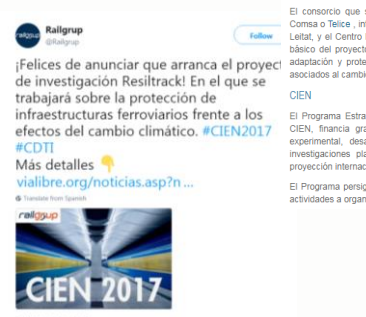 Railgrup
@Railgrup
Follow
¡Felices de anunciar que arranca el proyect
de investigación Resiltrack! En el que se
trabajará sobre la protección de
infraestructuras ferroviarios frente a los
efectos del cambio climático. #CIEN2017
#CDTI
Más detalles 👇
vialibre.org/noticias.asp?n ...
Translate from Spanish
railgrup
CIEN 2017
El consorcio que s
Comsa o Telice , int
Leitat, y el Centro
básico del proyecto
adaptación y prote
asociados al cambi
CIEN
El Programa Estra
CIEN, financia gra
experimental, desa
investigaciones pla
proyección internac
El Programa persig
actividades a organ